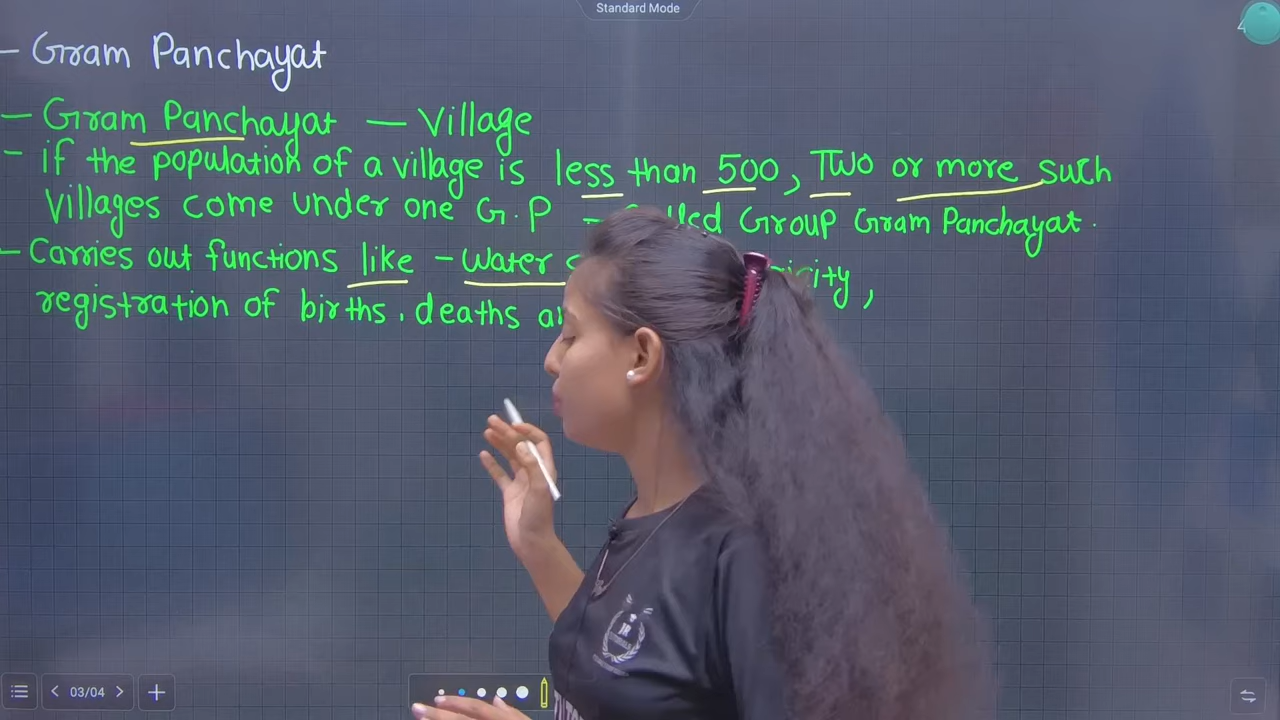 Standard Mode
- Gram Panchayat
- Gram Panchayat - Village
- if the population of a village is less than 500, Two or more such
Villages come under one G.P - Called Group Gram Panchayat.
- Carries out functions like - Water
registration of births, deaths
03/04
JR